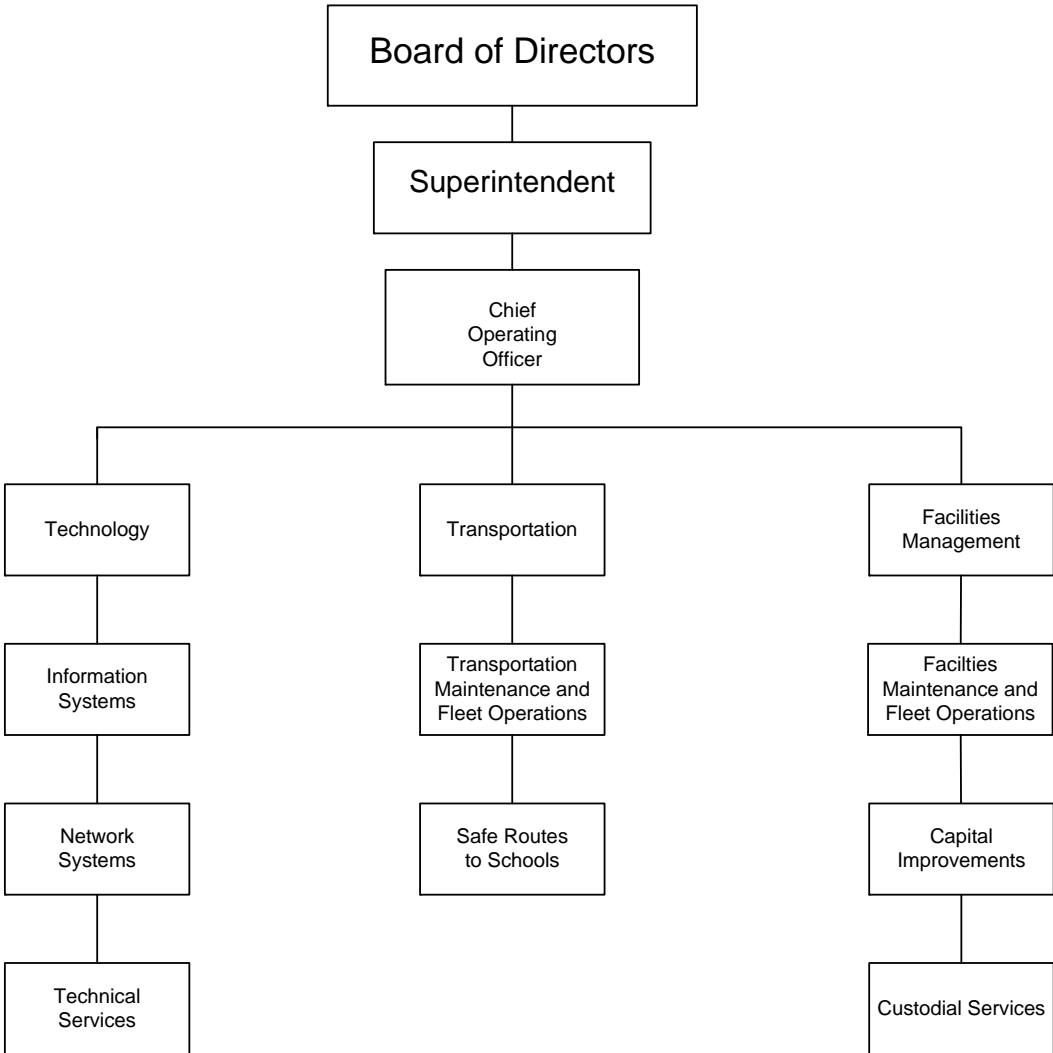 Board of Directors
Superintendent
Chief
Operating
Officer
Technology
Transportation
Facilities
Management
Information
Systems
Transportation
Maintenance and
Fleet Operations
Facilties
Maintenance and
Fleet Operations
Network
Systems
Safe Routes
to Schools
Capital
Improvements
Technical
Services
Custodial Services